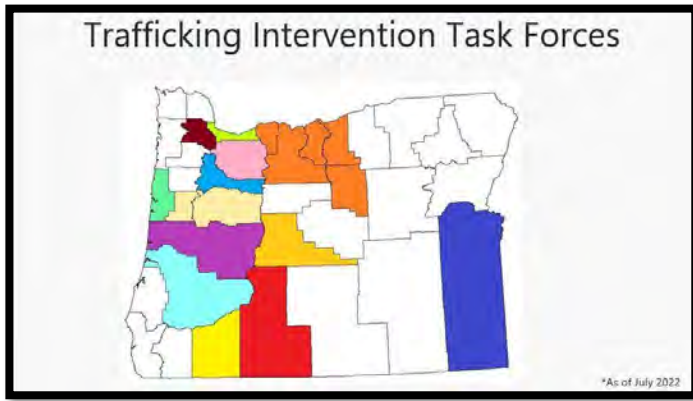 Trafficking Intervention Task Forces
*As of July 2022